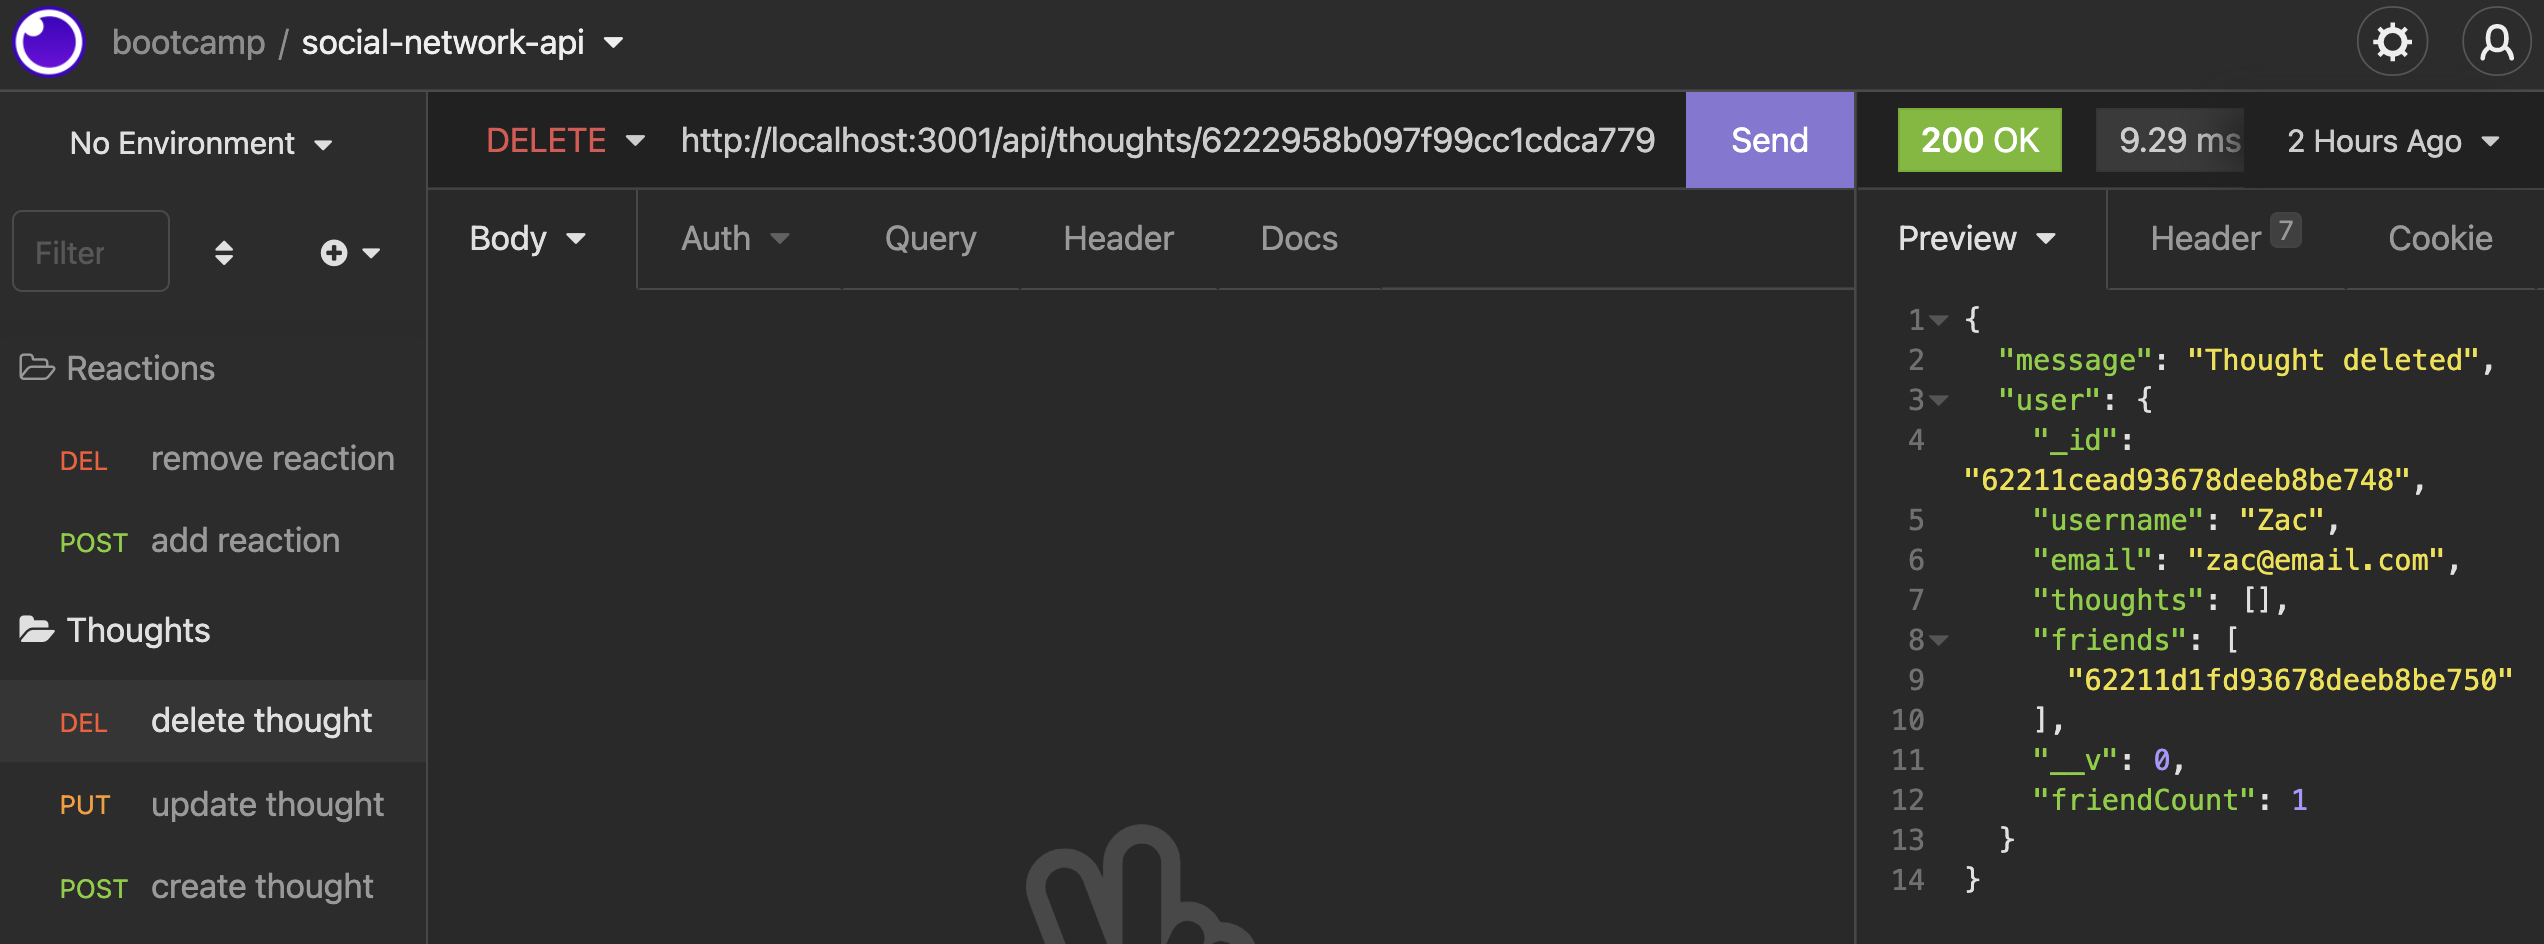 bootcamp / social-network-api
No Environment
Filter
Reactions
DEL remove reaction
POST add reaction
Thoughts
DEL delete thought
PUT update thought
POST create thought
DELETE http://localhost:3001/api/thoughts/6222958b097f99cc1cdca779 Send
Body Auth Query Header Docs
200 OK 9.29 ms 2 Hours Ago
Preview Header 7 Cookie
1 {
2 "message": "Thought deleted",
3 "user": {
4 "_id":
"62211cead93678deeb8be748",
5 "username": "Zac",
6 "email": "zac@email.com",
7 "thoughts": [],
8 "friends": [
9 "62211d1fd93678deeb8be750"
10 ],
11 "__v": 0,
12 "friendCount": 1
13 }
14 }